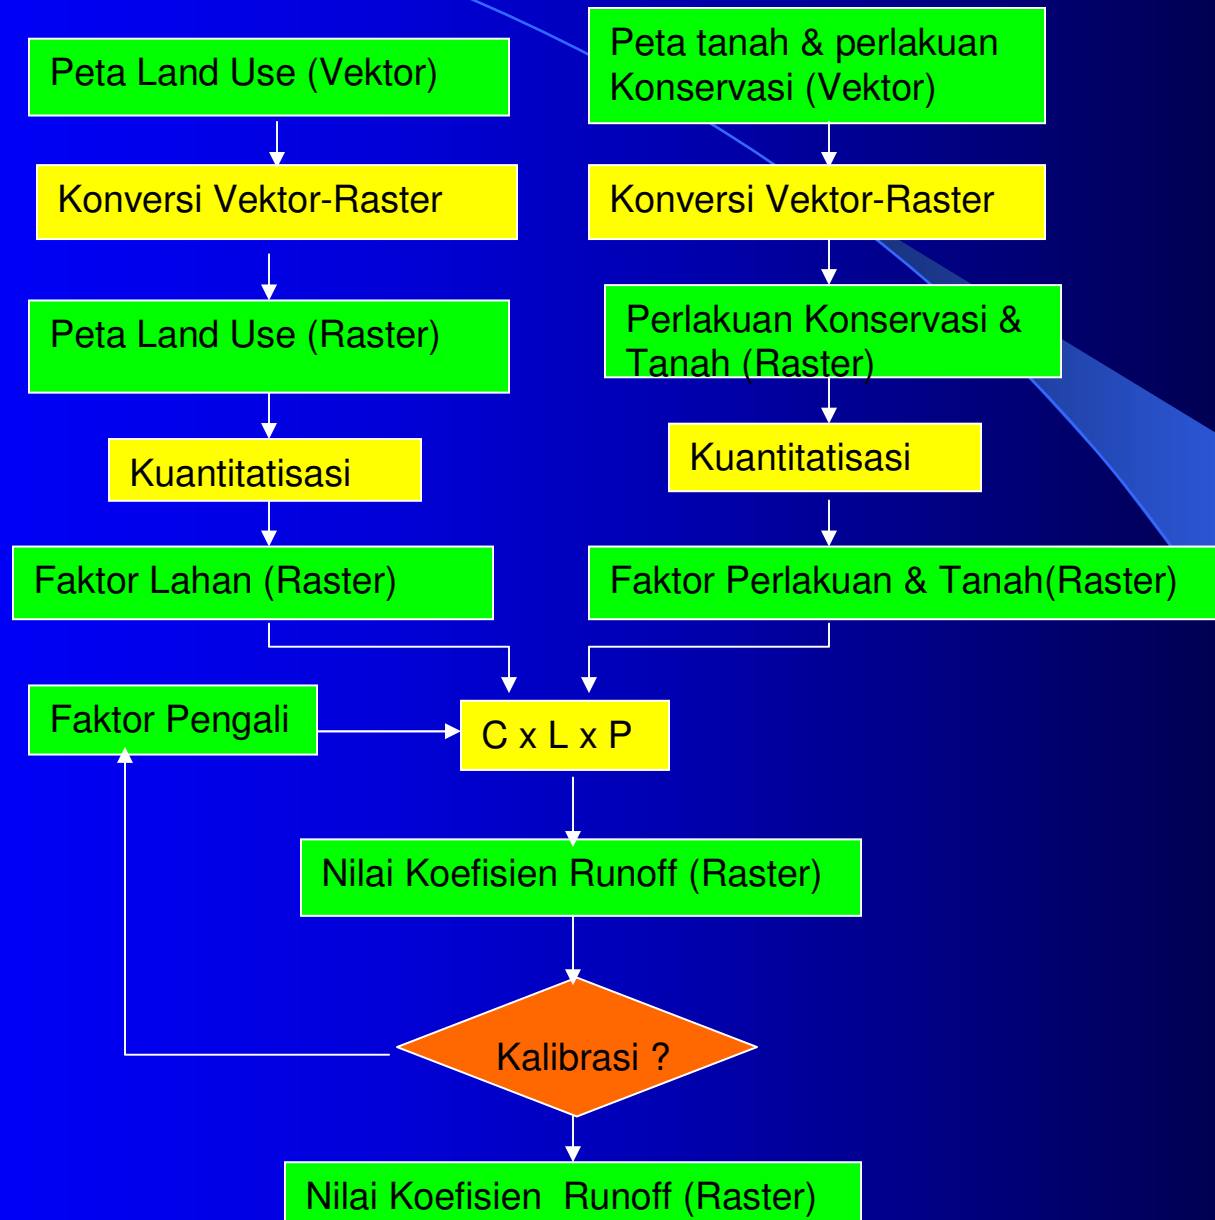 Peta Land Use (Vektor)
Peta tanah & perlakuan
Konservasi (Vektor)
Konversi Vektor-Raster
Konversi Vektor-Raster
Peta Land Use (Raster)
Perlakuan Konservasi &
Tanah (Raster)
Kuantitatisasi
Kuantitatisasi
Faktor Lahan (Raster)
Faktor Perlakuan & Tanah(Raster)
Faktor Pengali
C x L x P
Nilai Koefisien Runoff (Raster)
Kalibrasi ?
Nilai Koefisien  Runoff (Raster)